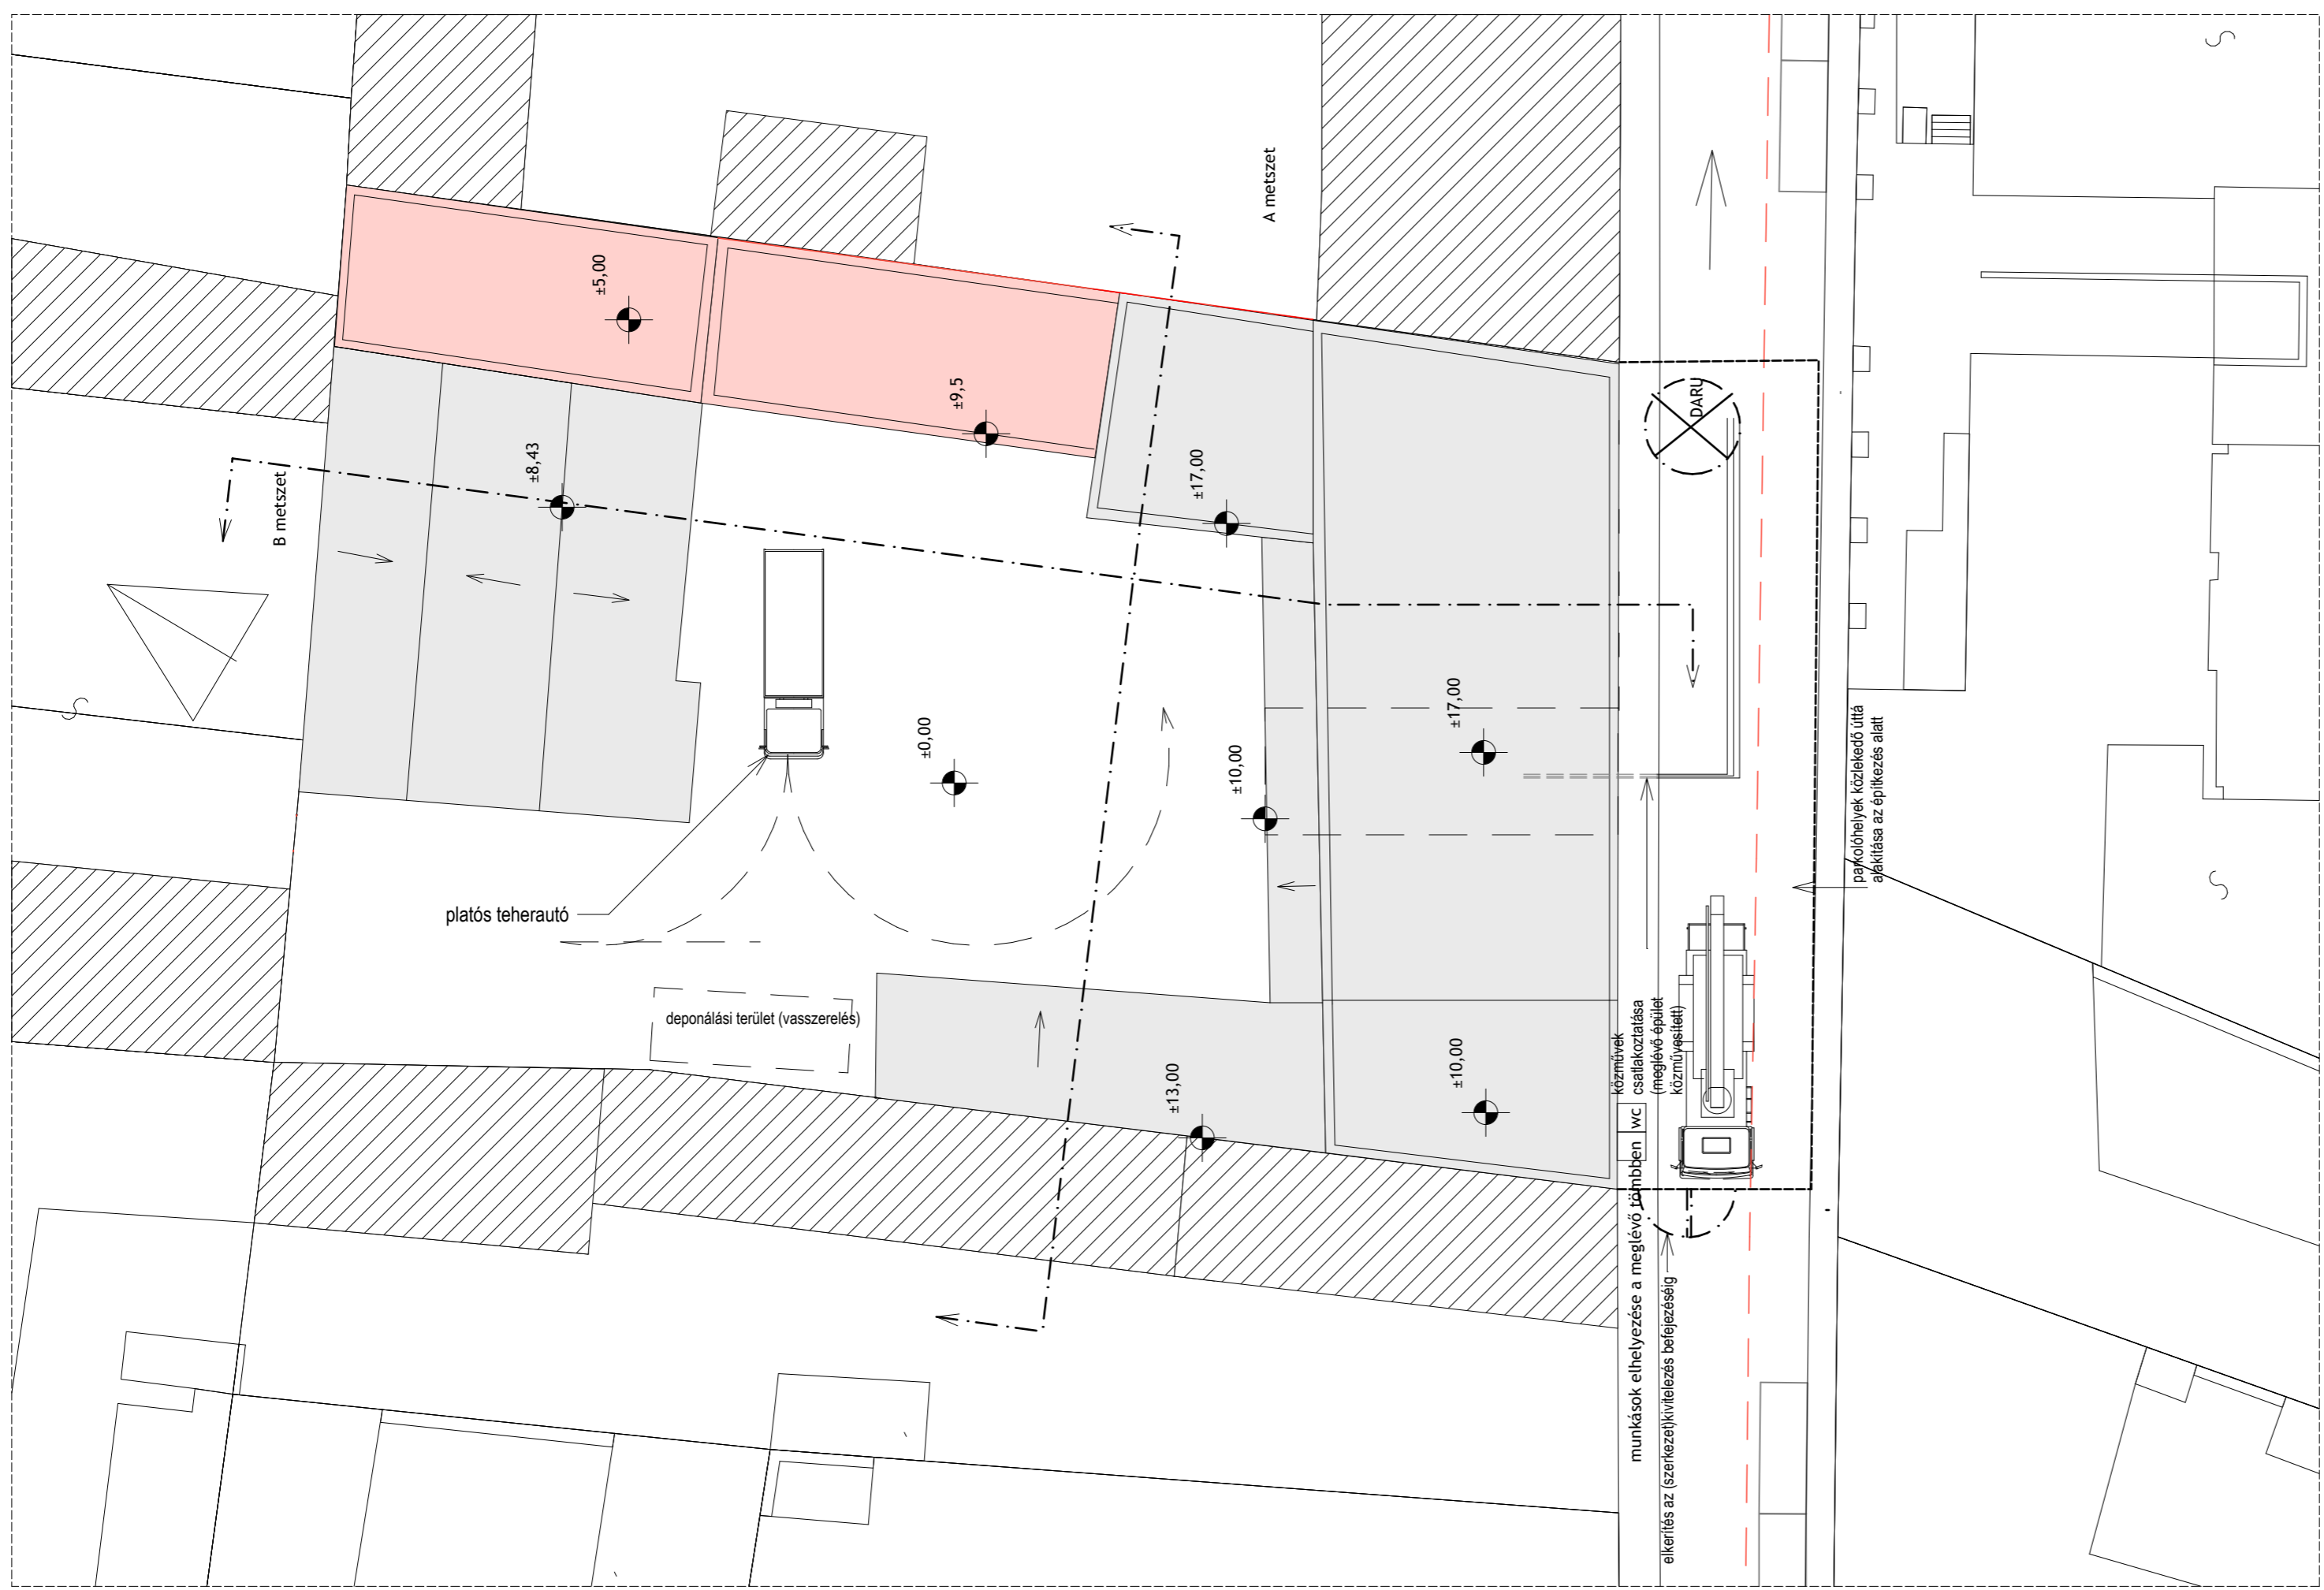 A metszet
±5,00
±9,5
±8,43
B metszet
±17,00
DARU
±17,00
±0,00
±10,00
parkolóhelyek közlekedő úttá
alakítása az építkezés alatt
platós teherautó
deponálási terület (vasszerelés)
±13,00
±10,00
közművek
csatlakoztatása
(meglévő épület
közművesített)
wc
munkások elhelyezése a meglévő tömbben
elkerítés az (szerkezet)kivitelezés befejezéséig